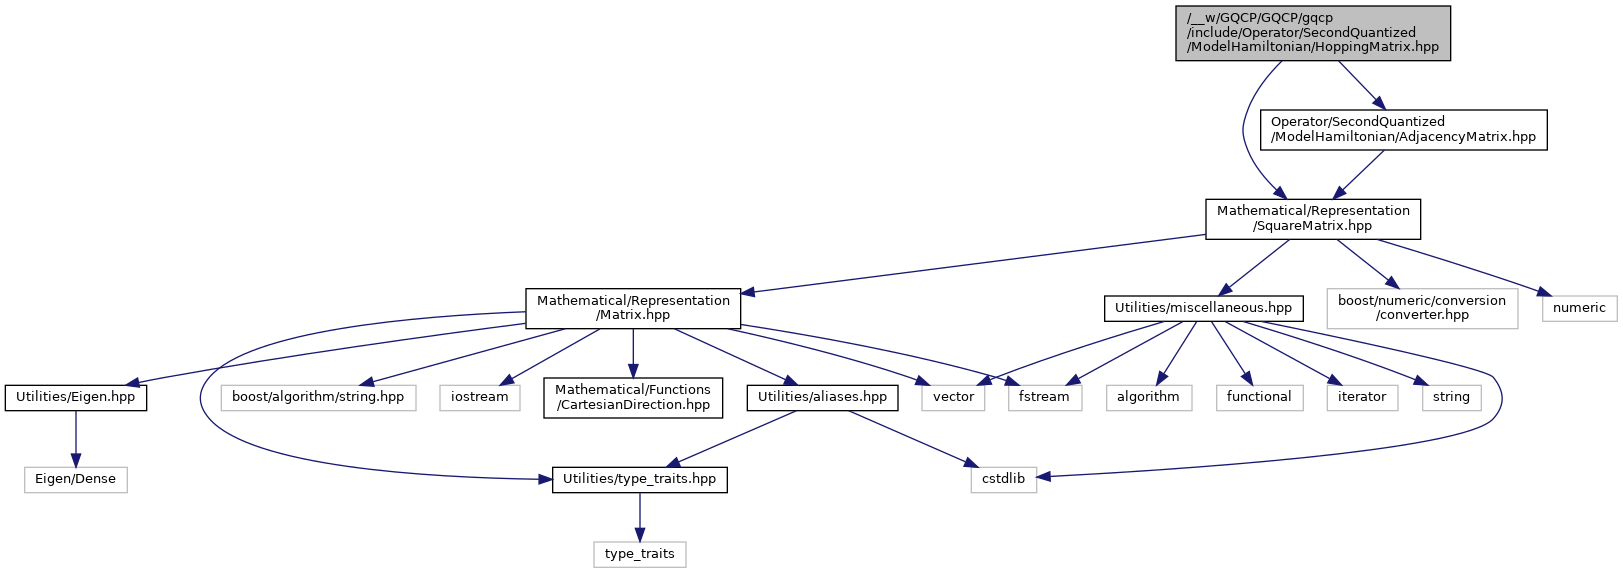 /__w/GQCP/GQCP/gqcp
/include/Operator/SecondQuantized
/ModelHamiltonian/HoppingMatrix.hpp
Operator/SecondQuantized
/ModelHamiltonian/AdjacencyMatrix.hpp
Mathematical/Representation
/SquareMatrix.hpp
Mathematical/Representation
/Matrix.hpp
Utilities/miscellaneous.hpp
boost/numeric/conversion
/converter.hpp
numeric
Utilities/Eigen.hpp
boost/algorithm/string.hpp
iostream
Mathematical/Functions
/CartesianDirection.hpp
Utilities/aliases.hpp
vector
fstream
algorithm
functional
iterator
string
Eigen/Dense
Utilities/type_traits.hpp
cstdlib
type_traits